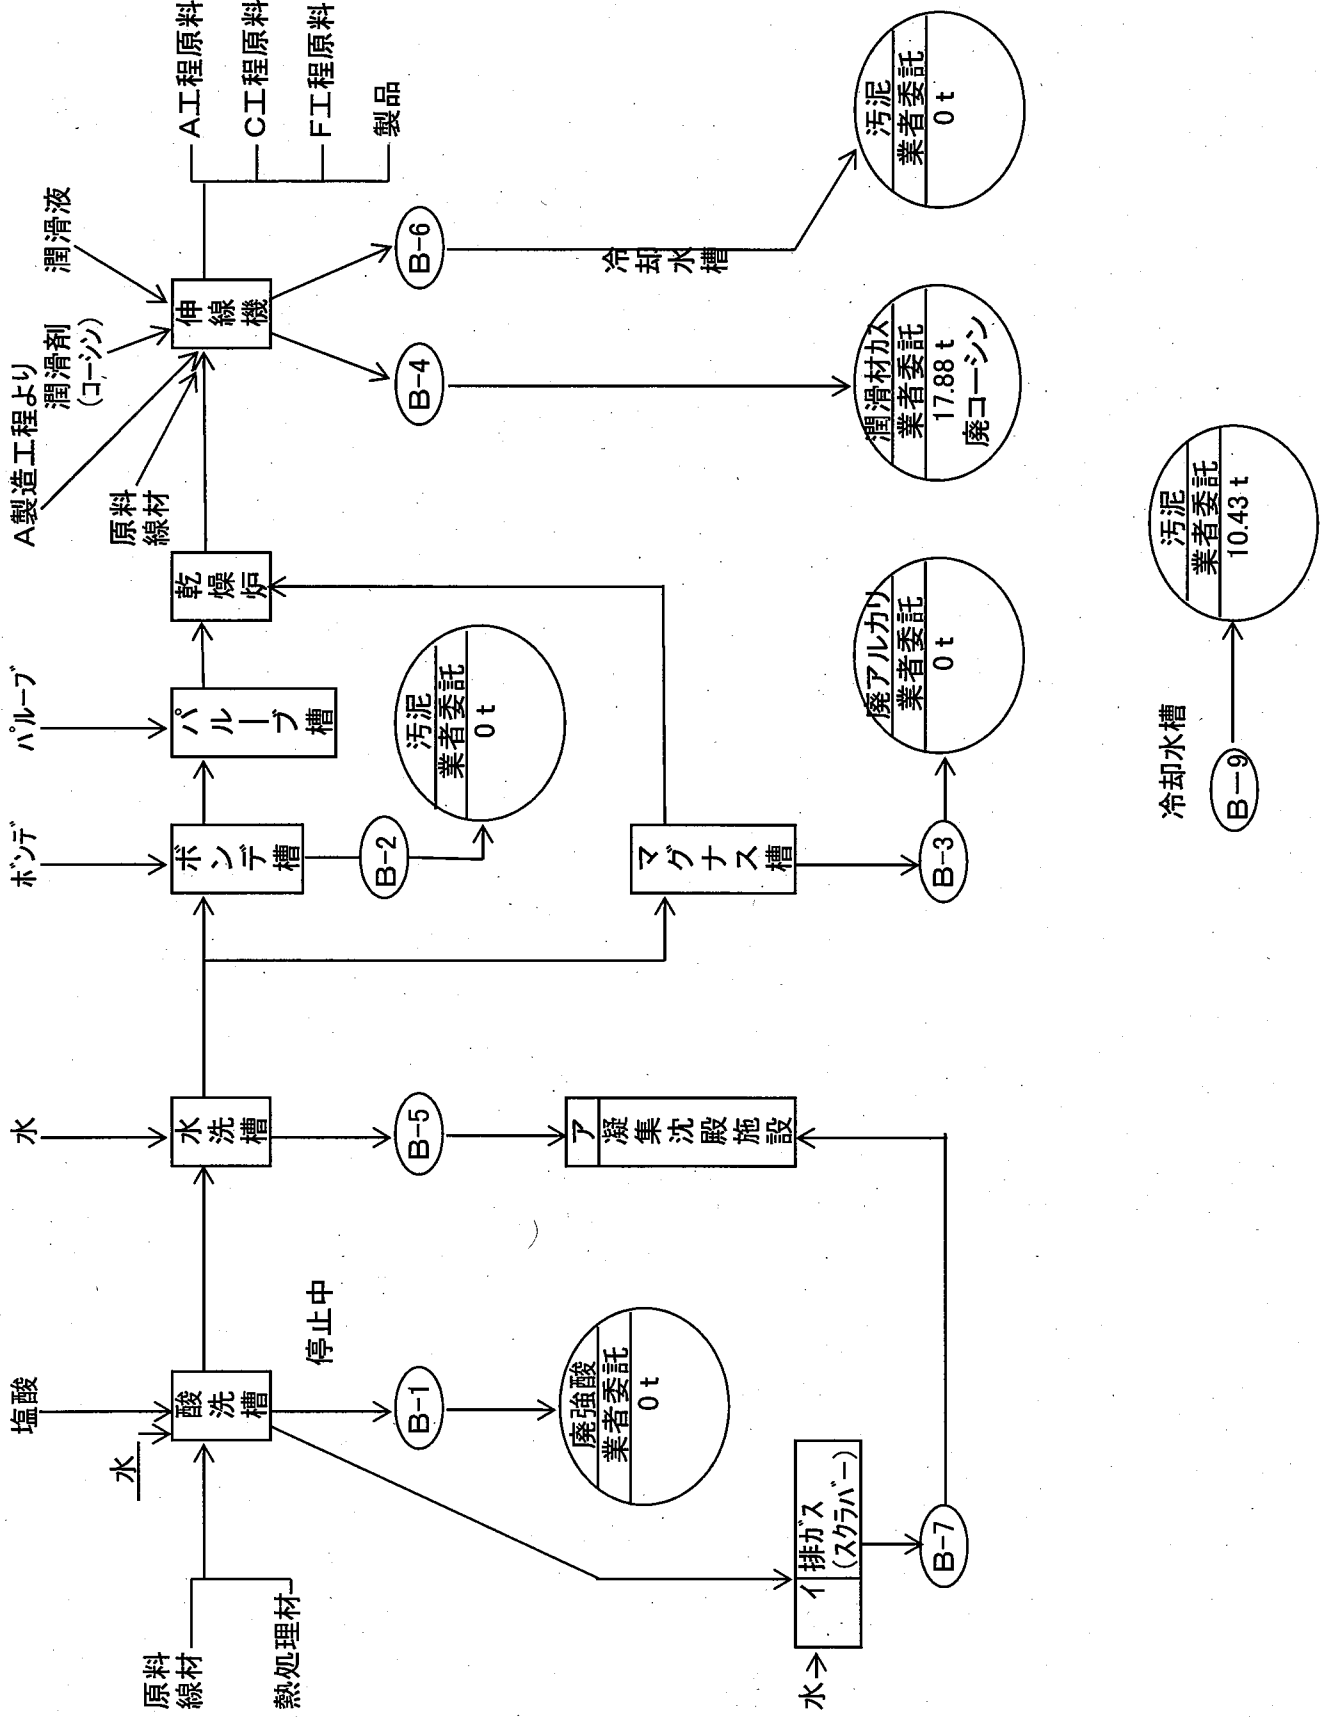 原料
線材
熱処理材
水
塩酸
酸
洗
槽
停止中
B-1
廃強酸
業者委託
0 t
水→
イ
排ガス
(スクラバー)
B-7
水
水
洗
槽
B-5
ア
凝
集
沈
殿
施
設
ボンデ
ボ
ン
デ
槽
B-2
汚泥
業者委託
0 t
パルーブ
パ
ル
ー
ブ
槽
マ
グ
ナ
ス
槽
B-3
廃アルカリ
業者委託
0 t
乾
燥
炉
原料
線材
A製造工程より
潤滑剤
(コーシン)
潤滑液
伸
線
機
B-4
潤滑材カス
業者委託
17.88 t
廃コーシン
B-6
冷
却
水
槽
汚泥
業者委託
0 t
A工程原料
C工程原料
F工程原料
製品
冷却水槽
B-9
汚泥
業者委託
10.43 t